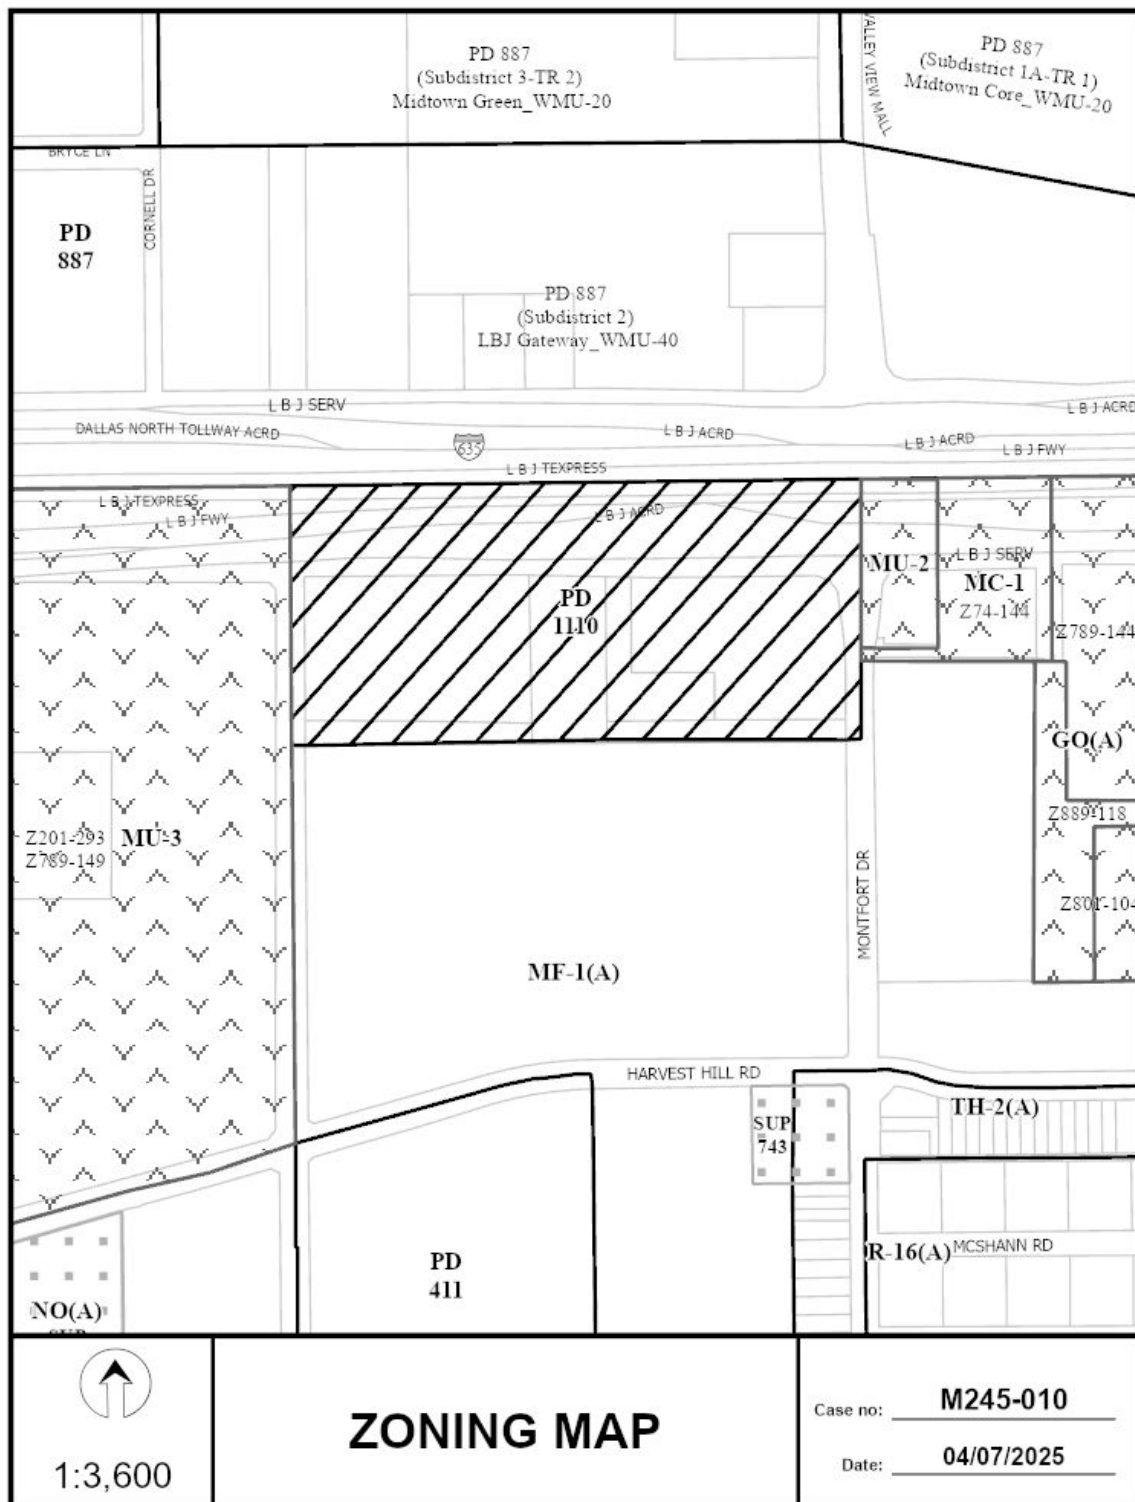 PD 887
(Subdistrict 3-TR 2)
Midtown Green_WMU-20
VALLEY VIEW MALL
PD 887
(Subdistrict 1A-TR 1)
Midtown Core_WMU-20
BRYCE LN
CORNELL DR
PD
887
PD 887
(Subdistrict 2)
LBJ Gateway_WMU-40
L B J SERV
L B J ACRD
DALLAS NORTH TOLLWAY ACRD
635
L B J ACRD
L B J ACRD
L B J FWY
L B J TEXPRESS
L B J TEXPRESS
L B J FWY
L B J ACRD
MU-2
L B J SERV
MC-1
Z74-144
PD
1110
Z789-144
GO(A)
Z889-118
Z201-293
Z789-149
MU-3
MONTFORT DR
Z801-104
MF-1(A)
HARVEST HILL RD
SUP
743
TH-2(A)
PD
411
R-16(A)
MCSHANN RD
NO(A)
SUP
1:3,600
ZONING MAP
Case no: M245-010
Date: 04/07/2025